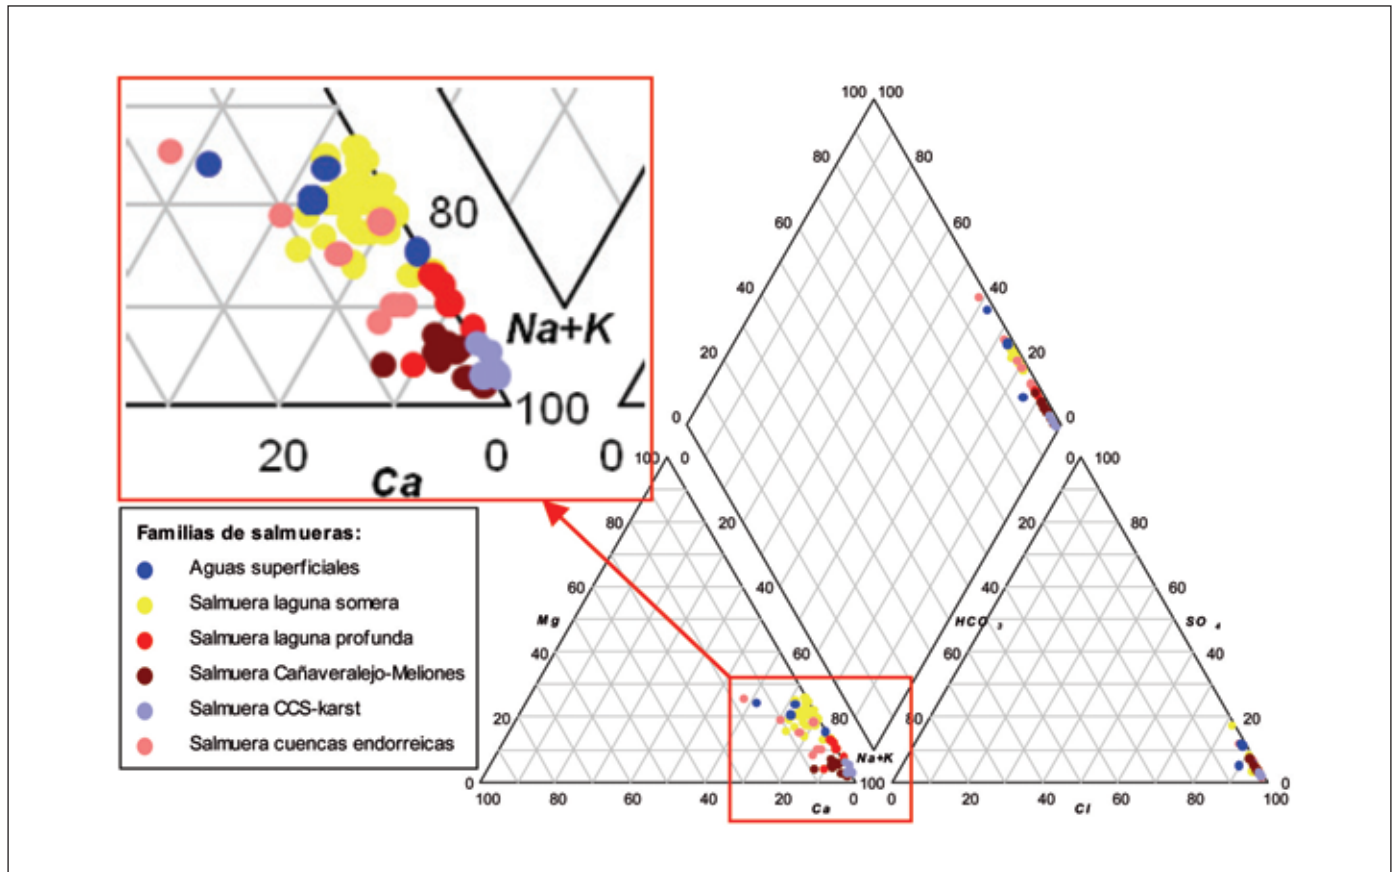 80
Na+K
100
20
0
0
Ca
Familias de salmueras:
Aguas superficiales
Salmuera laguna somera
Salmuera laguna profunda
Salmuera Cañaveralejo-Meliones
Salmuera CCS-karst
Salmuera cuencas endorreicas
100 100
80 80
60 60
40 40
20 20
0 0
100 0 0 100
80 20 20 80
60 40 40 60
Mg HCO3 SO4
40 60 60 40
20 80 80 20
Na+K
0 100 0
100 80 60 40 20 0 0 20 40 60 80 100
Ca Cl